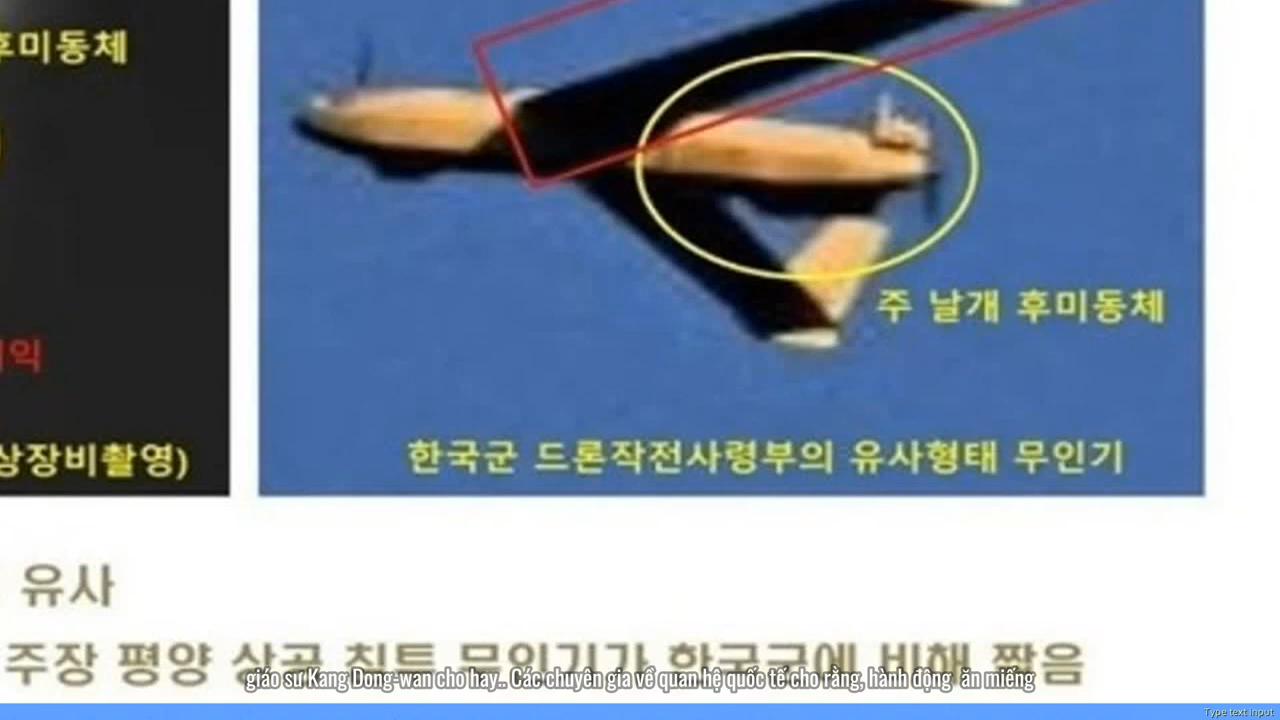 후미동체
주 날개 후미동체
익
상장비촬영)
한국군 드론작전사령부의 유사형태 무인기
유사
주장 평양 상공 침투 무인기가 한국군에 비해 짧음
giáo sư Kang Dong-wan cho hay.. Các chuyên gia về quan hệ quốc tế cho rằng, hành động ăn miếng
Type text input